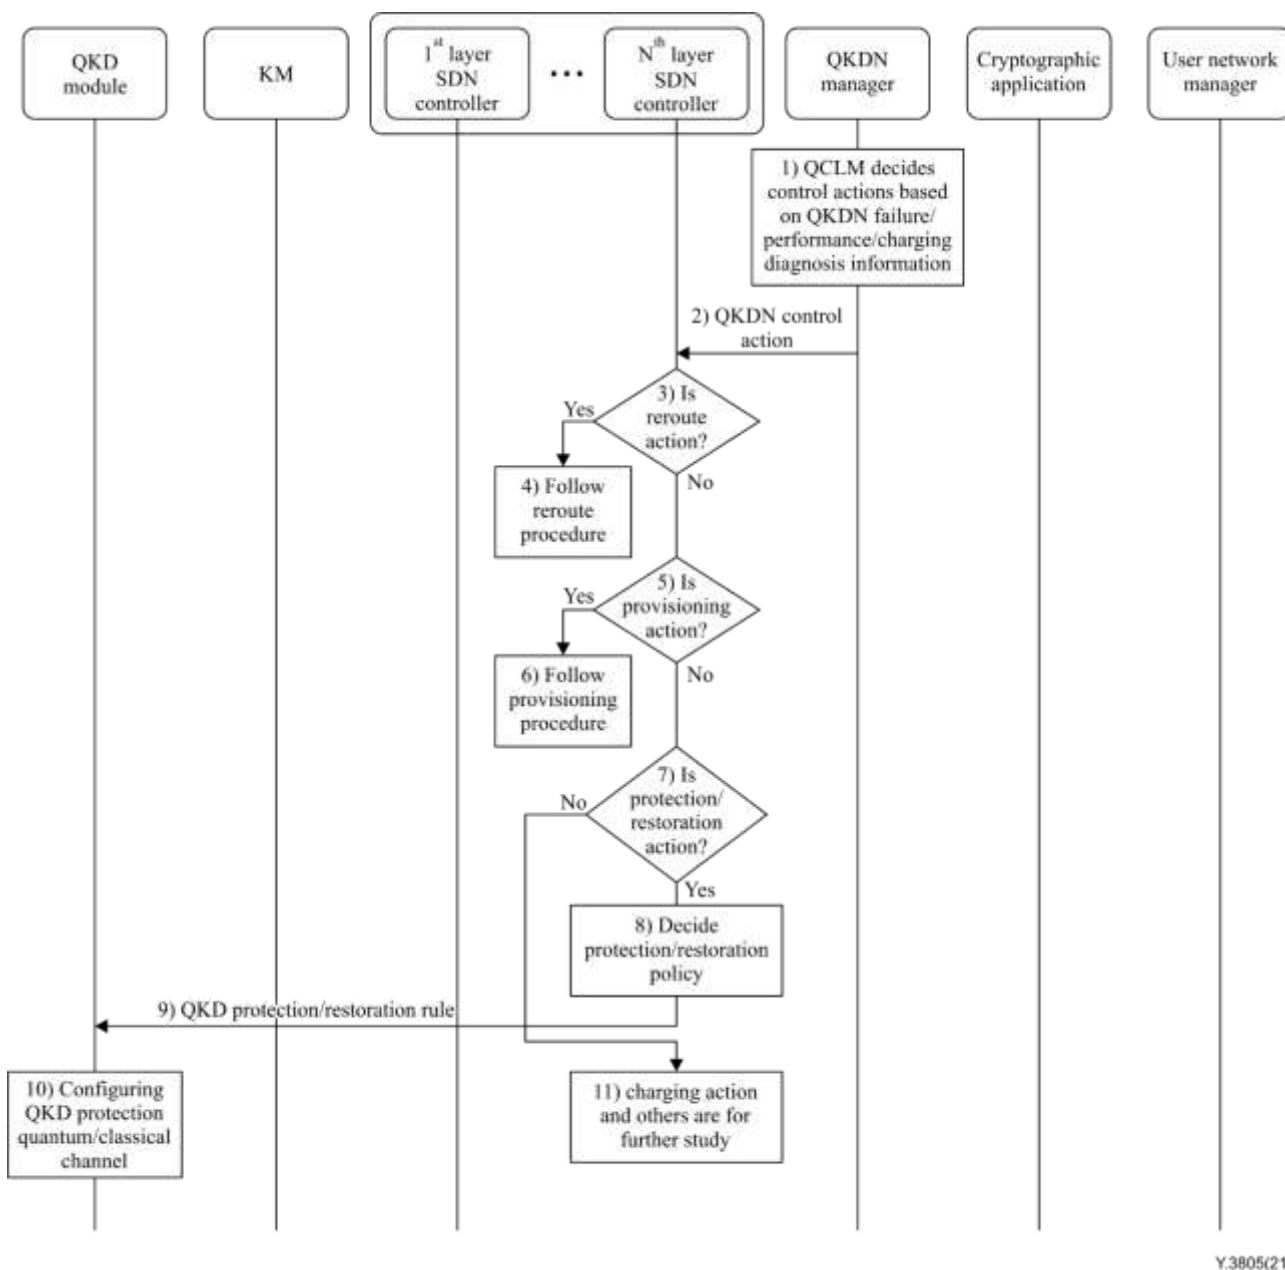 QKD
module
KM
1st layer
SDN
controller
•••
Nth layer
SDN
controller
QKDN
manager
Cryptographic
application
User network
manager
1) QCLM decides
control actions based
on QKDN failure/
performance/charging
diagnosis information
2) QKDN control
action
3) Is
reroute
action?
Yes
No
4) Follow
reroute
procedure
5) Is
provisioning
action?
Yes
No
6) Follow
provisioning
procedure
7) Is
protection/
restoration
action?
No
Yes
8) Decide
protection/restoration
policy
9) QKD protection/restoration rule
10) Configuring
QKD protection
quantum/classical
channel
11) charging action
and others are for
further study
Y.3805(21